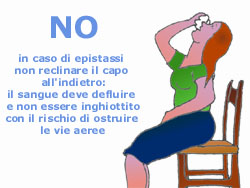 NO
in caso di epistassi
non reclinare il capo
all'indietro:
il sangue deve defluire
e non essere inghiottito
con il rischio di ostruire
le vie aeree